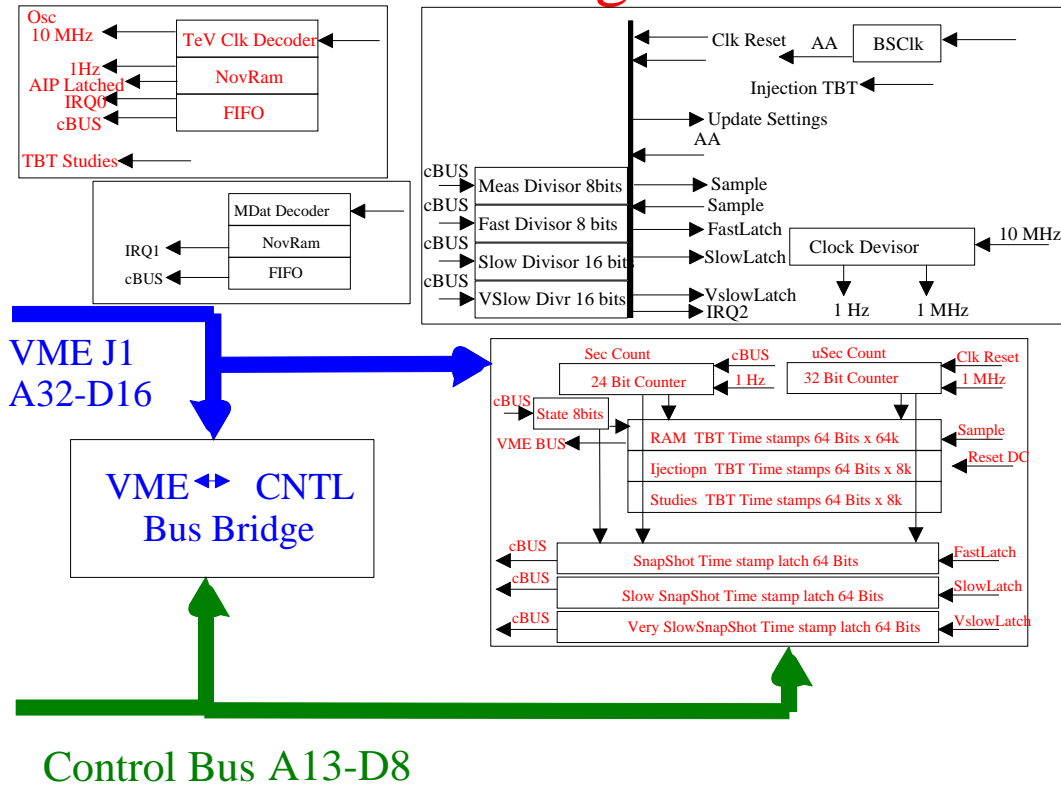 Osc
10 MHz
TeV Clk Decoder
1Hz
NovRam
AIP Latched
IRQ0
FIFO
cBUS
TBT Studies
MDat Decoder
IRQ1
NovRam
cBUS
FIFO
Clk Reset
AA
BSClk
Injection TBT
Update Settings
AA
cBUS
Meas Divisor 8bits
Sample
cBUS
Sample
Fast Divisor 8 bits
FastLatch
cBUS
Slow Divisor 16 bits
SlowLatch
cBUS
VSlow Divr 16 bits
VslowLatch
IRQ2
10 MHz
Clock Devisor
1 Hz
1 MHz
VME J1
A32-D16
VME
CNTL
Bus Bridge
Sec Count
cBUS
24 Bit Counter
1 Hz
uSec Count
Clk Reset
32 Bit Counter
1 MHz
cBUS
State 8bits
VME BUS
RAM TBT Time stamps 64 Bits x 64k
Sample
Ijectiopn TBT Time stamps 64 Bits x 8k
Reset DC
Studies TBT Time stamps 64 Bits x 8k
cBUS
SnapShot Time stamp latch 64 Bits
FastLatch
cBUS
Slow SnapShot Time stamp latch 64 Bits
SlowLatch
cBUS
Very SlowSnapShot Time stamp latch 64 Bits
VslowLatch
Control Bus A13-D8